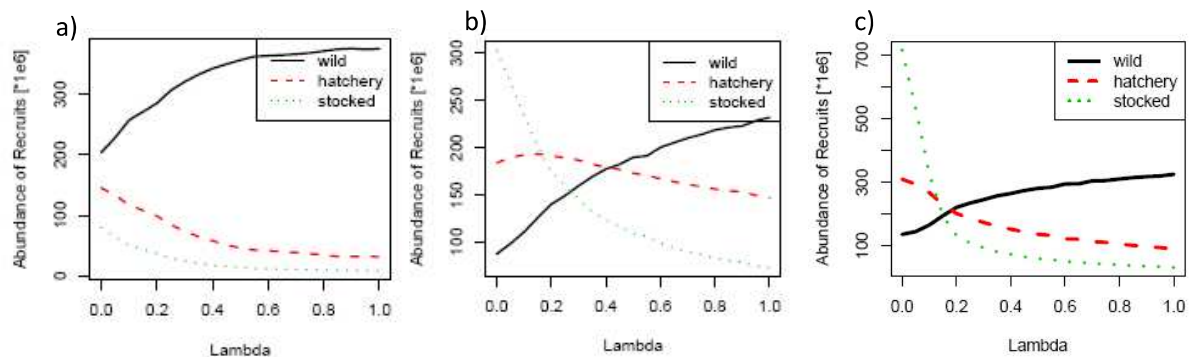 a)
Abundance of Recruits [*1e6]
0 100 200 300
wild
hatchery
stocked
0.0 0.2 0.4 0.6 0.8 1.0
Lambda
b)
Abundance of Recruits [*1e6]
100 150 200 250 300
wild
hatchery
stocked
0.0 0.2 0.4 0.6 0.8 1.0
Lambda
c)
Abundance of Recruits [*1e6]
100 300 500 700
wild
hatchery
stocked
0.0 0.2 0.4 0.6 0.8 1.0
Lambda